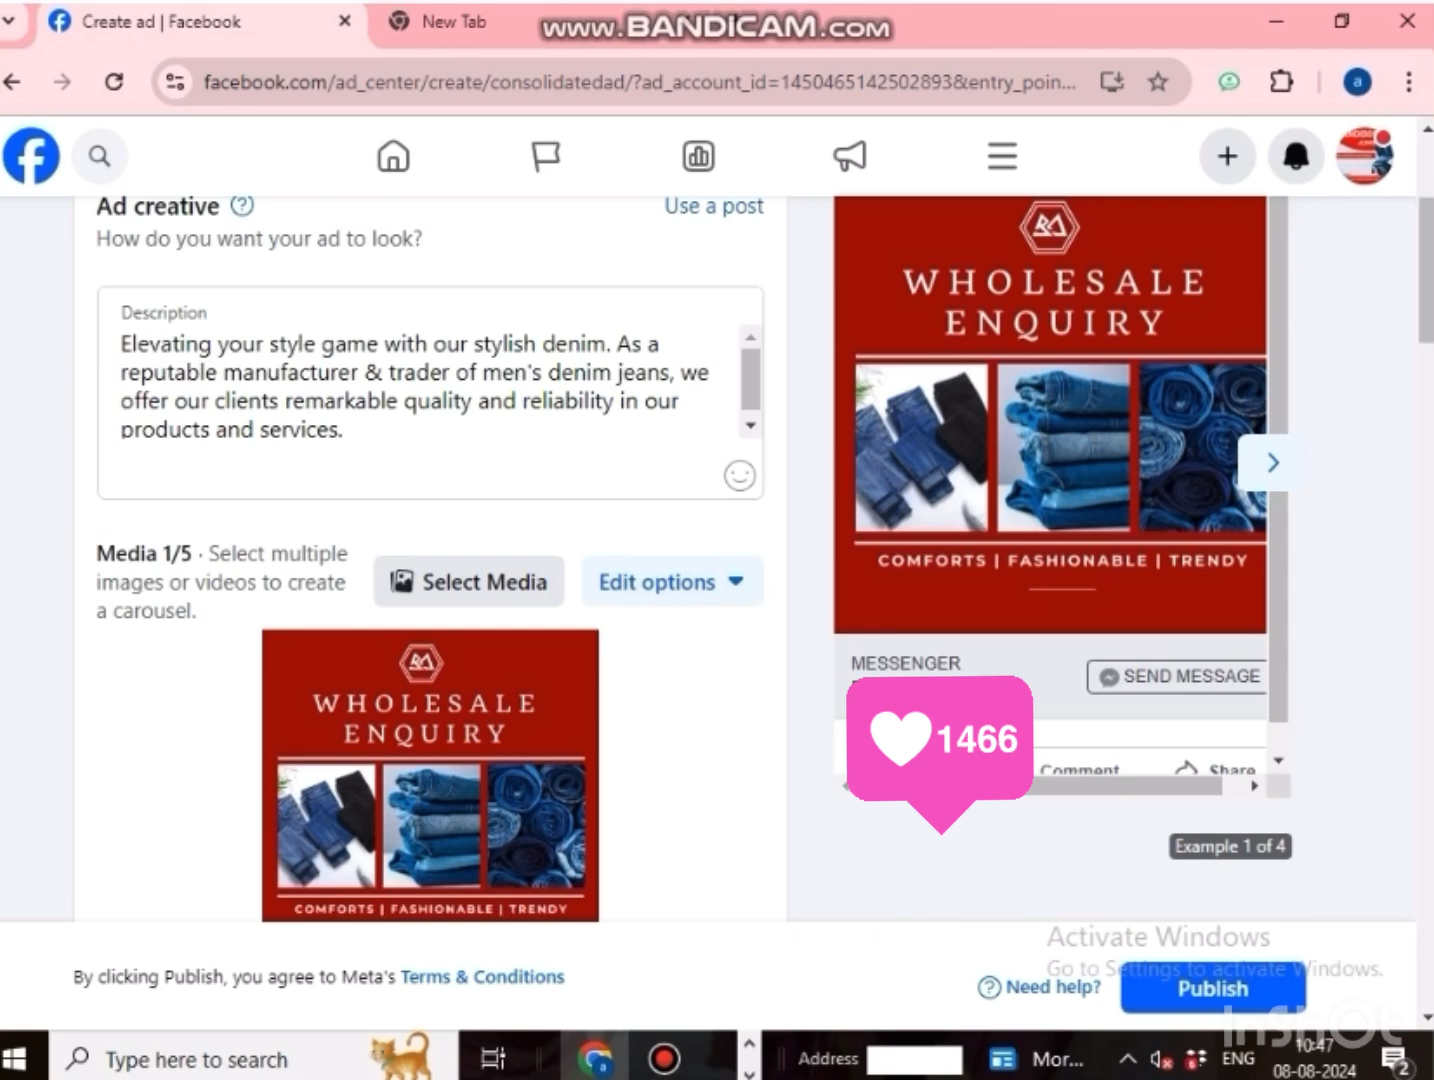 Create ad | Facebook
New Tab
www.BANDICAM.com
facebook.com/ad_center/create/consolidatedad/?ad_account_id=1450465142502893&entry_poin...
a
Ad creative
Use a post
How do you want your ad to look?
Description
Elevating your style game with our stylish denim. As a
reputable manufacturer & trader of men's denim jeans, we
offer our clients remarkable quality and reliability in our
products and services.
Media 1/5 · Select multiple
images or videos to create
a carousel.
Select Media
Edit options
WHOLESALE
ENQUIRY
COMFORTS | FASHIONABLE | TRENDY
WHOLESALE
ENQUIRY
COMFORTS | FASHIONABLE | TRENDY
MESSENGER
SEND MESSAGE
1466
Comment
Share
Example 1 of 4
Activate Windows
Go to Settings to activate Windows.
By clicking Publish, you agree to Meta's Terms & Conditions
Need help?
Publish
InShOt
Type here to search
a
Address
Mor...
ENG
10:47
08-08-2024
2